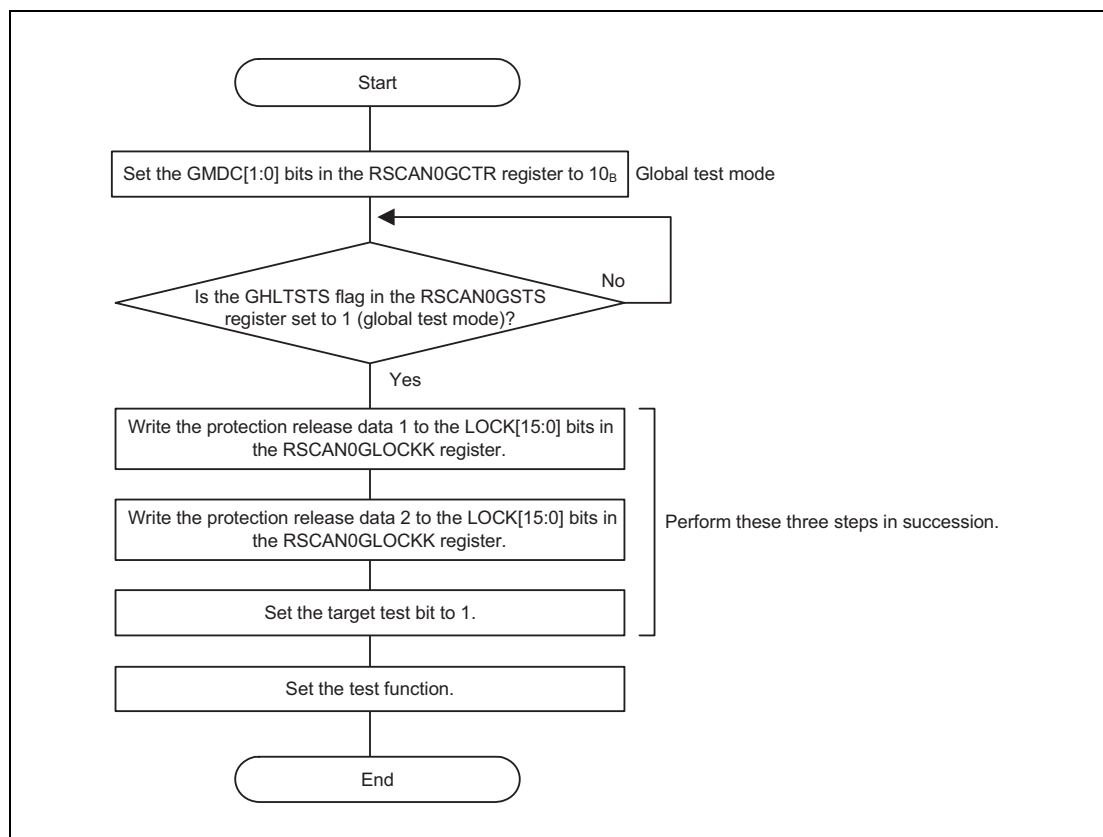 Start
Set the GMDC[1:0] bits in the RSCAN0GCTR register to 10B
Global test mode
No
Is the GHLTSTS flag in the RSCAN0GSTS
register set to 1 (global test mode)?
Yes
Write the protection release data 1 to the LOCK[15:0] bits in
the RSCAN0GLOCKK register.
Write the protection release data 2 to the LOCK[15:0] bits in
the RSCAN0GLOCKK register.
Perform these three steps in succession.
Set the target test bit to 1.
Set the test function.
End